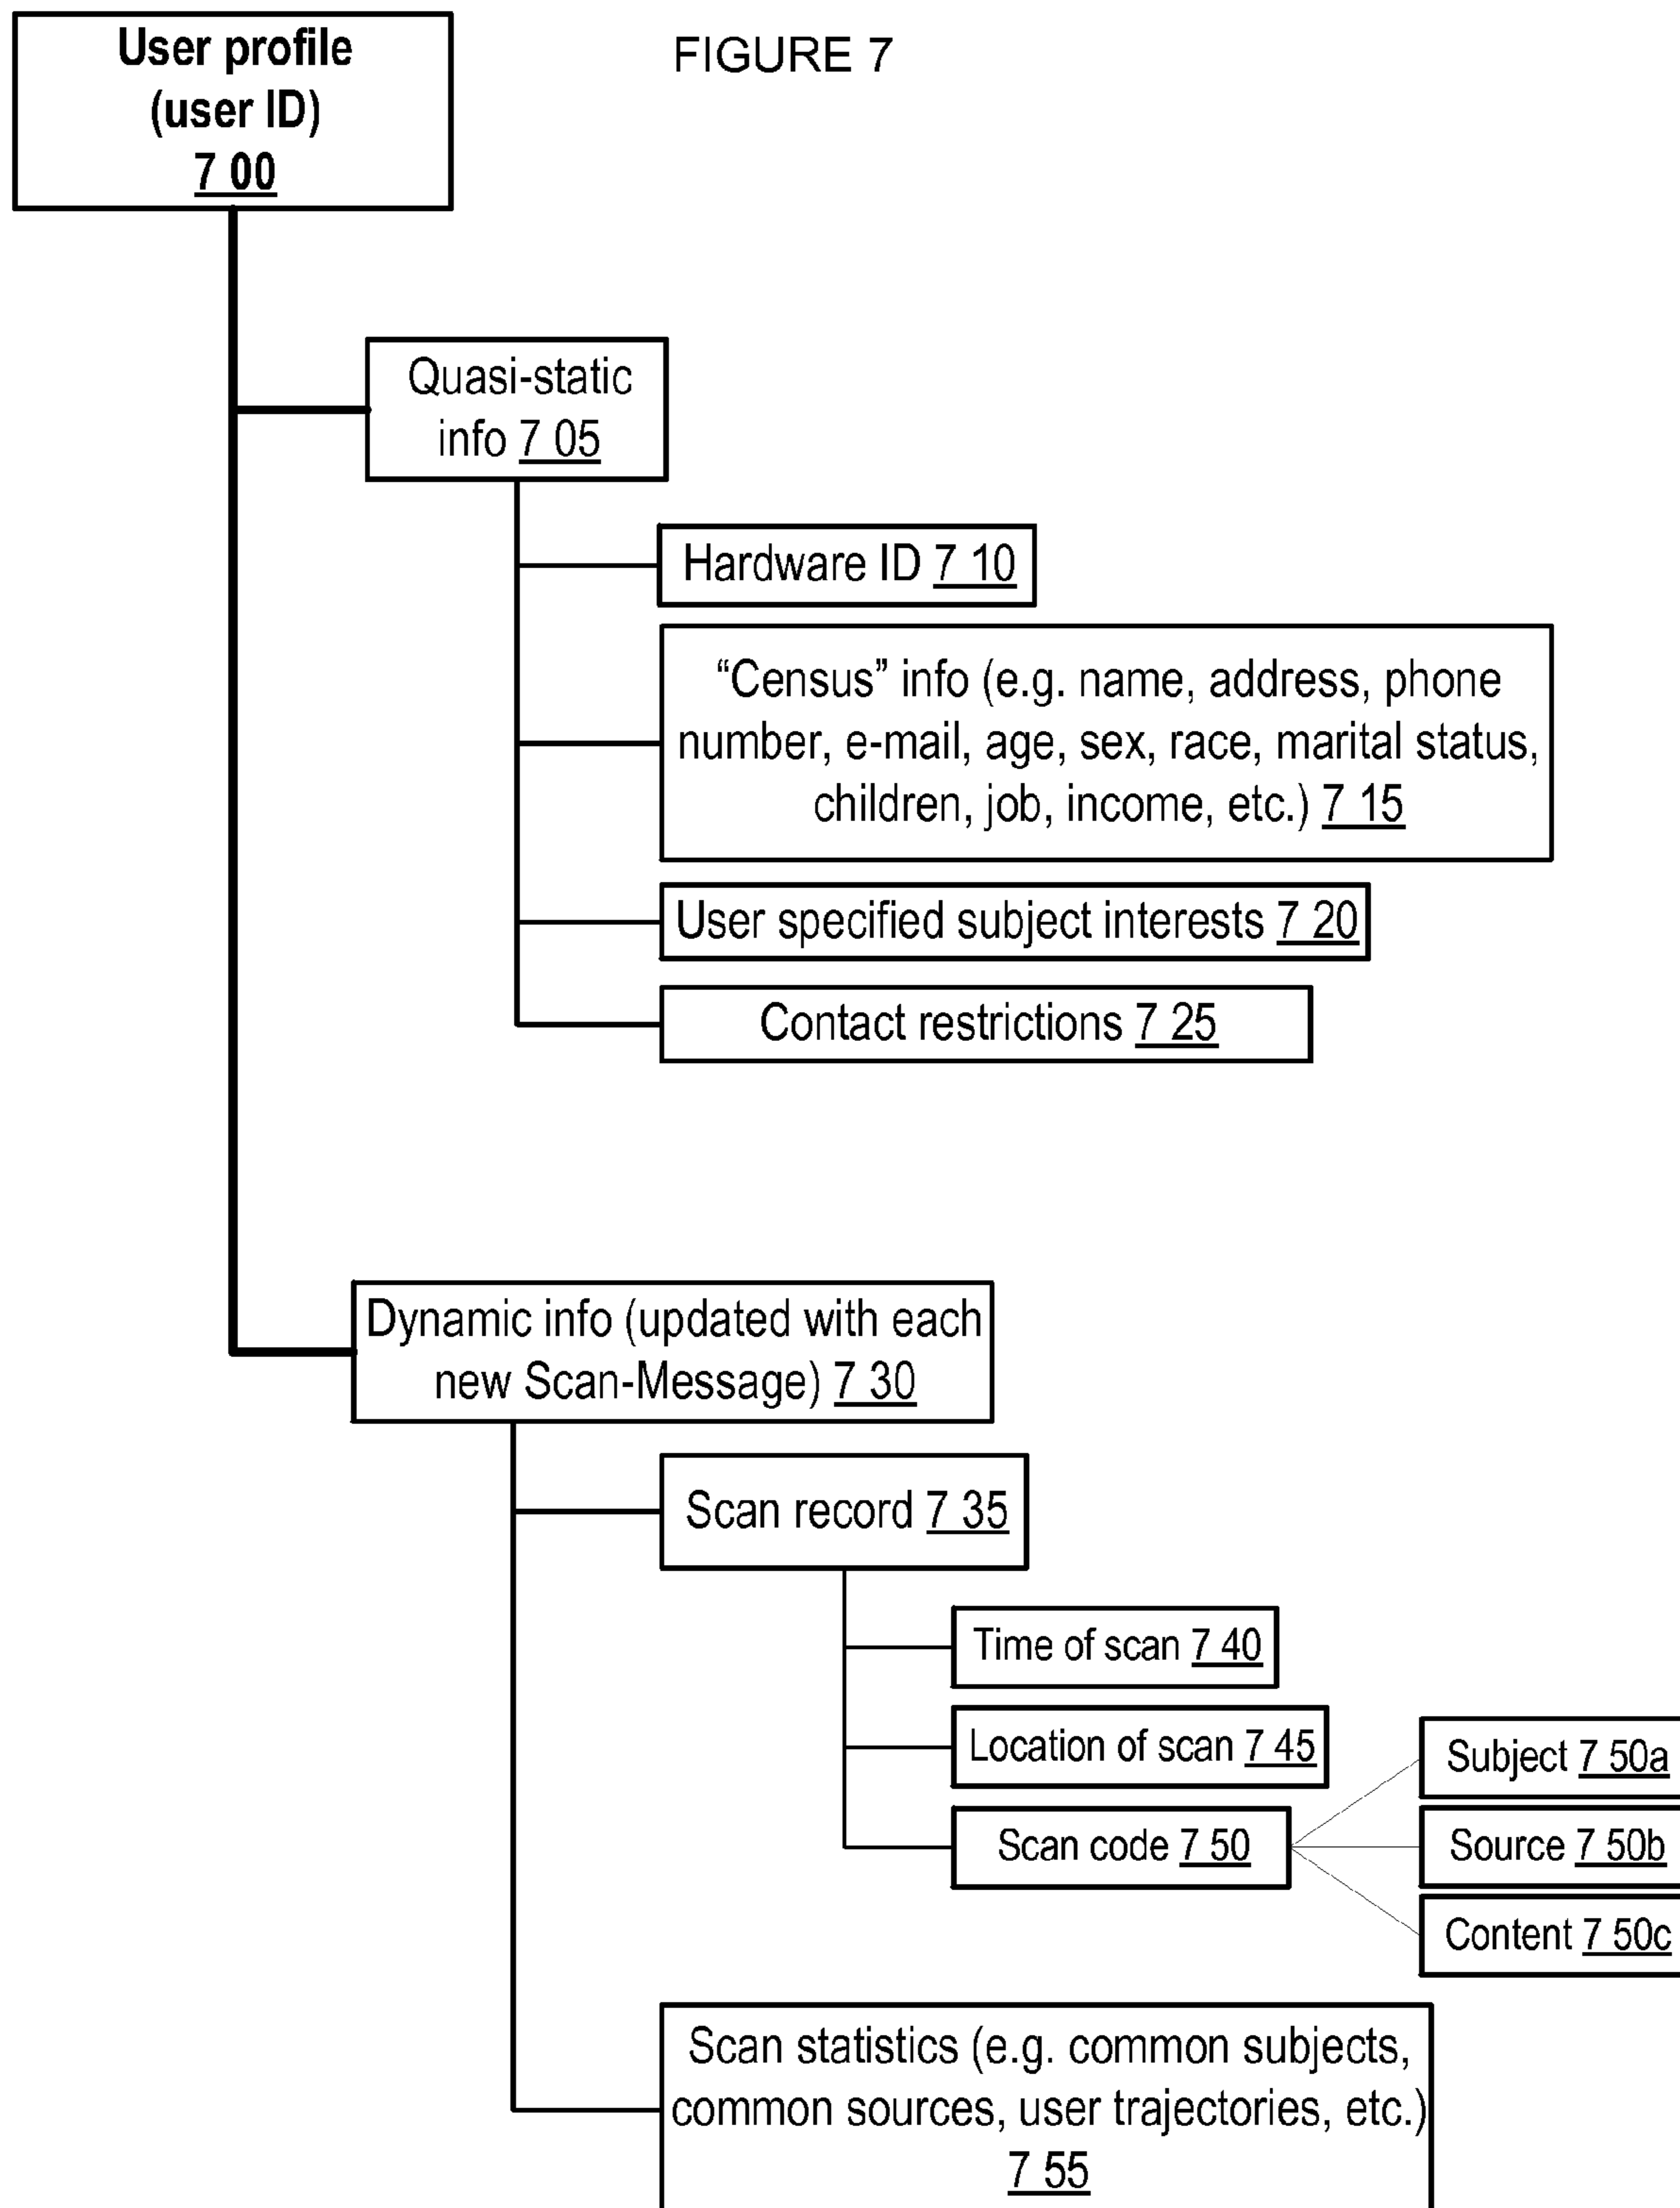 User profile
(user ID)
7 00
FIGURE 7
Quasi-static
info 7 05
Hardware ID 7 10
“Census” info (e.g. name, address, phone
number, e-mail, age, sex, race, marital status,
children, job, income, etc.) 7 15
User specified subject interests 7 20
Contact restrictions 7 25
Dynamic info (updated with each
new Scan-Message) 7 30
Scan record 7 35
Time of scan 7 40
Location of scan 7 45
Scan code 7 50
Subject 7 50a
Source 7 50b
Content 7 50c
Scan statistics (e.g. common subjects,
common sources, user trajectories, etc.)
7 55